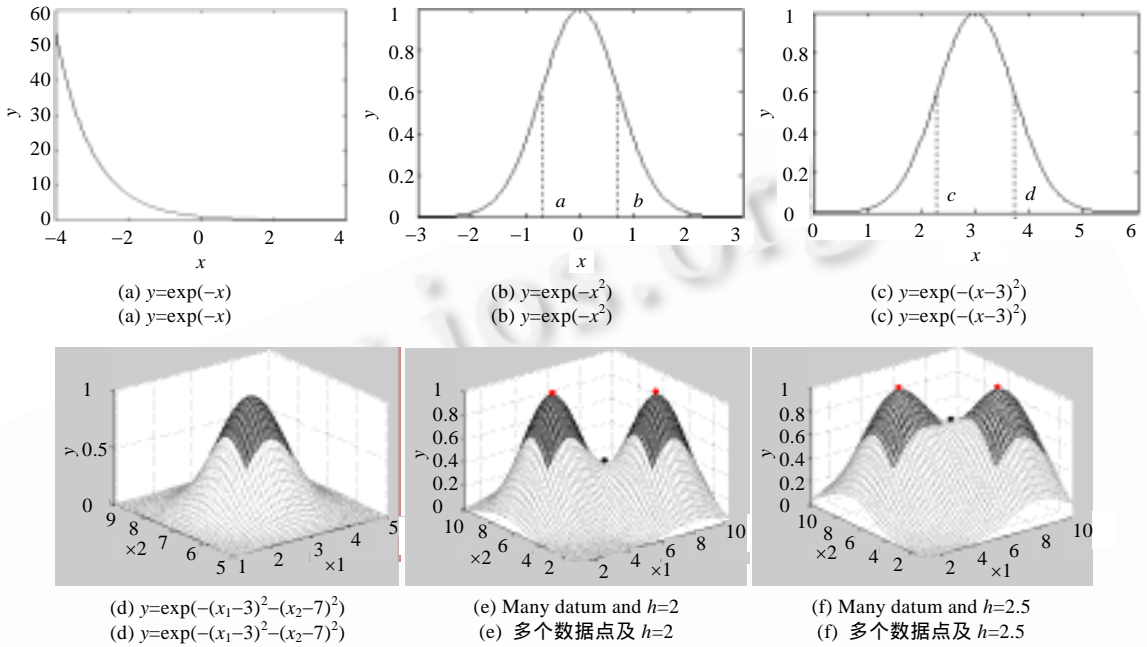 60
50
40
30
20
10
0
y
−4 −2 0 2 4
x
(a) y=exp(−x)
(a) y=exp(−x)
1
0.8
0.6
0.4
0.2
0
y
a b
−3 −2 −1 0 1 2 3
x
(b) y=exp(−x²)
(b) y=exp(−x²)
1
0.8
0.6
0.4
0.2
0
y
c d
0 1 2 3 4 5 6
x
(c) y=exp(−(x−3)²)
(c) y=exp(−(x−3)²)
1
0.5
0
y
9 8 7 6 5
×2
1 2 3 4 5
×1
(d) y=exp(−(x₁−3)²−(x₂−7)²)
(d) y=exp(−(x₁−3)²−(x₂−7)²)
1
0.8
0.6
0.4
0.2
0
y
10 8 6 4 2
×2
2 4 6 8 10
×1
(e) Many datum and h=2
(e) 多个数据点及 h=2
1
0.8
0.6
0.4
0.2
0
y
10 8 6 4 2
×2
2 4 6 8 10
×1
(f) Many datum and h=2.5
(f) 多个数据点及 h=2.5